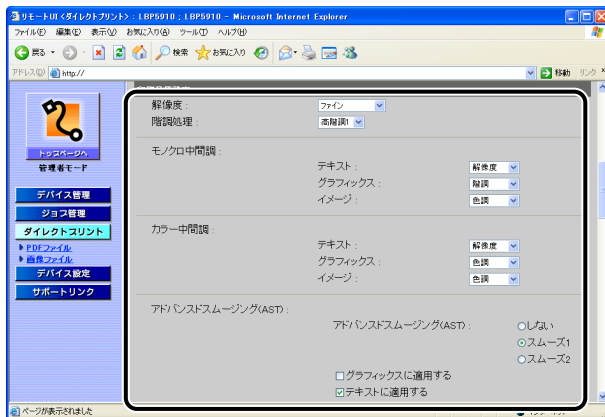 リモートUI <ダイレクトプリント> : LBP5910 ; LBP5910 - Microsoft Internet Explorer
ファイル(F) 編集(E) 表示(V) お気に入り(A) ツール(T) ヘルプ(H)
戻る 検索 お気に入り
アドレス(D) http:// 移動 リンク
解像度 : ファイン
階調処理 : 高階調1
トップページへ
管理者モード
モノクロ中間調 :
テキスト : 解像度
グラフィックス : 階調
イメージ : 色調
デバイス管理
ジョブ管理
ダイレクトプリント
PDFファイル
画像ファイル
デバイス設定
サポートリンク
カラー中間調 :
テキスト : 解像度
グラフィックス : 色調
イメージ : 色調
アドバンスドスムージング(AST) :
アドバンスドスムージング(AST) : しない
スムーズ1
スムーズ2
グラフィックスに適用する
テキストに適用する
ページが表示されました